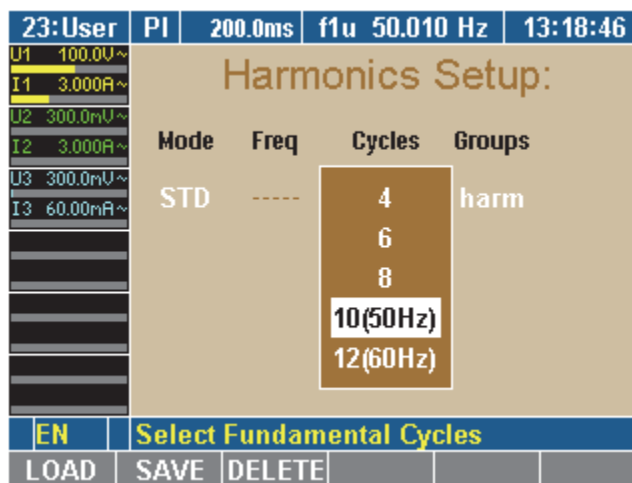 23:User PI 200.0ms f1u 50.010 Hz 13:18:46
U1 100.0V~
I1 3.000A~
U2 300.0mV~
I2 3.000A~
U3 300.0mV~
I3 60.00mA~
Harmonics Setup:
Mode Freq Cycles Groups
STD ----- 4 harm
6
8
10(50Hz)
12(60Hz)
EN Select Fundamental Cycles
LOAD SAVE DELETE